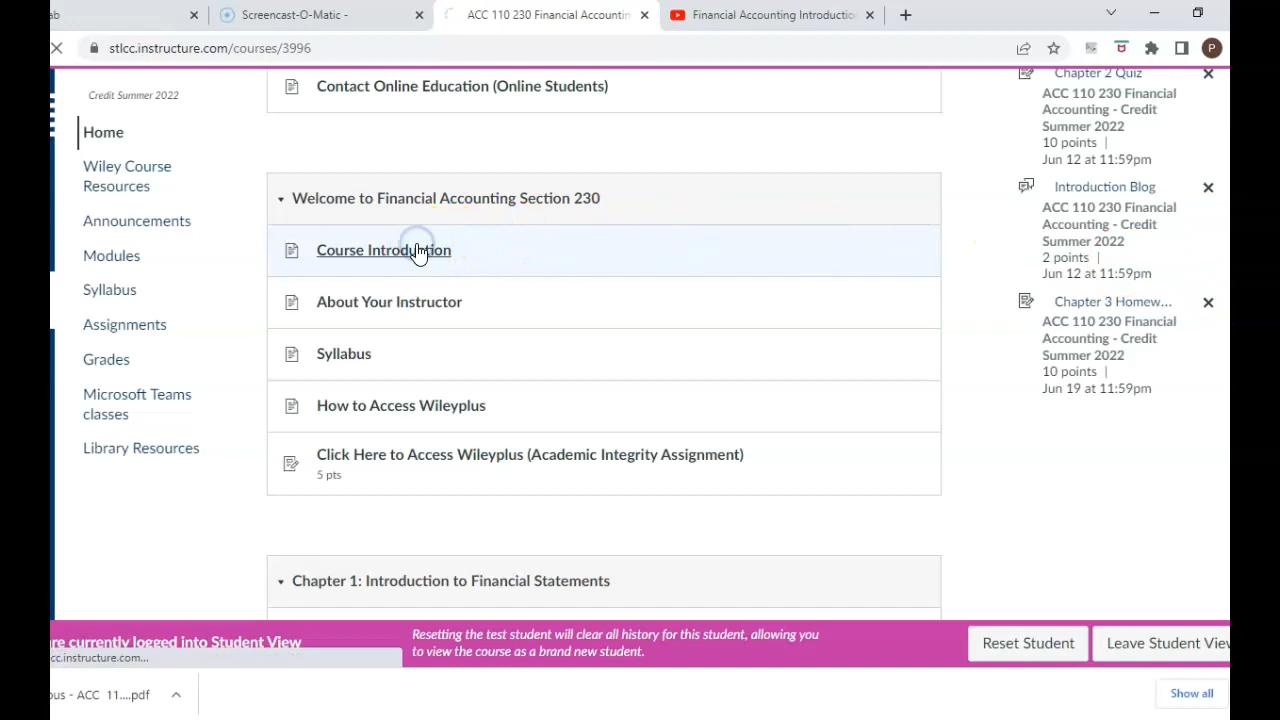 ab
Screencast-O-Matic -
ACC 110 230 Financial Accountin
Financial Accounting Introductio
stlcc.instructure.com/courses/3996
P
Credit Summer 2022
Home
Wiley Course
Resources
Announcements
Modules
Syllabus
Assignments
Grades
Microsoft Teams
classes
Library Resources
Contact Online Education (Online Students)
Welcome to Financial Accounting Section 230
Course Introduction
About Your Instructor
Syllabus
How to Access Wileyplus
Click Here to Access Wileyplus (Academic Integrity Assignment)
5 pts
Chapter 1: Introduction to Financial Statements
Chapter 2 Quiz
ACC 110 230 Financial
Accounting - Credit
Summer 2022
10 points |
Jun 12 at 11:59pm
Introduction Blog
ACC 110 230 Financial
Accounting - Credit
Summer 2022
2 points |
Jun 12 at 11:59pm
Chapter 3 Homew...
ACC 110 230 Financial
Accounting - Credit
Summer 2022
10 points |
Jun 19 at 11:59pm
re currently logged into Student View
Resetting the test student will clear all history for this student, allowing you
to view the course as a brand new student.
Reset Student
Leave Student View
cc.instructure.com...
bus - ACC 11....pdf
Show all